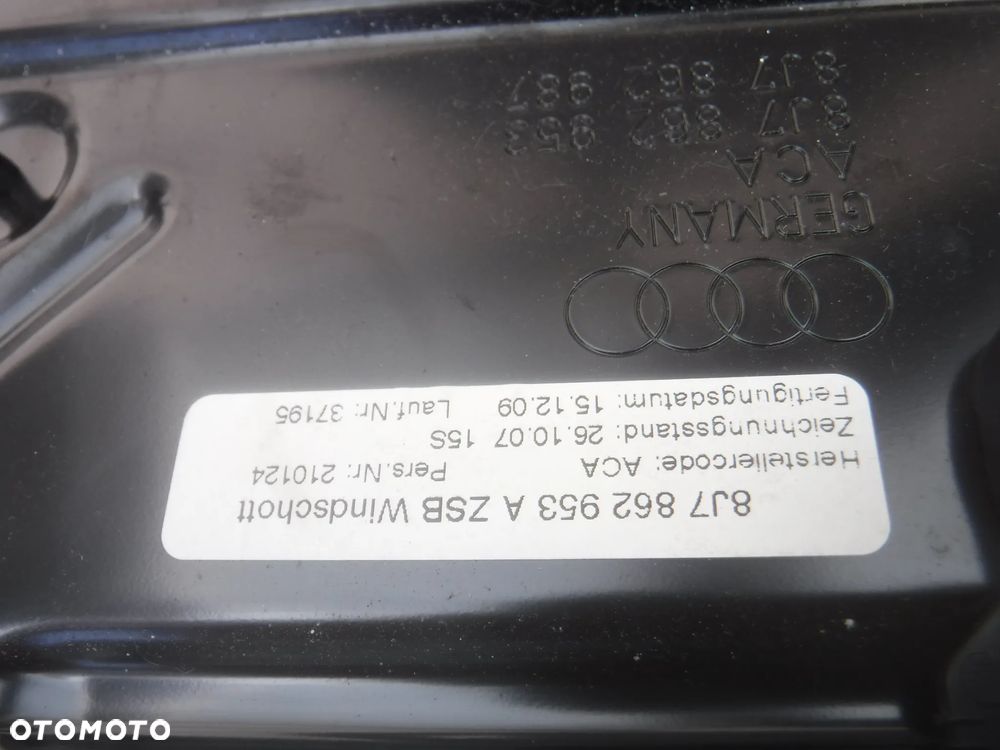 8J7 862 953 A ZSB Windschott
Herstellercode: ACA Pers.Nr: 210124
Zeichnungsstand: 26.10.07 15S
Fertigungsdatum: 15.12.09 Lauf.Nr: 37195
GERMANY
ACA
8J7 862 953
8J7 862 987
OTOMOTO